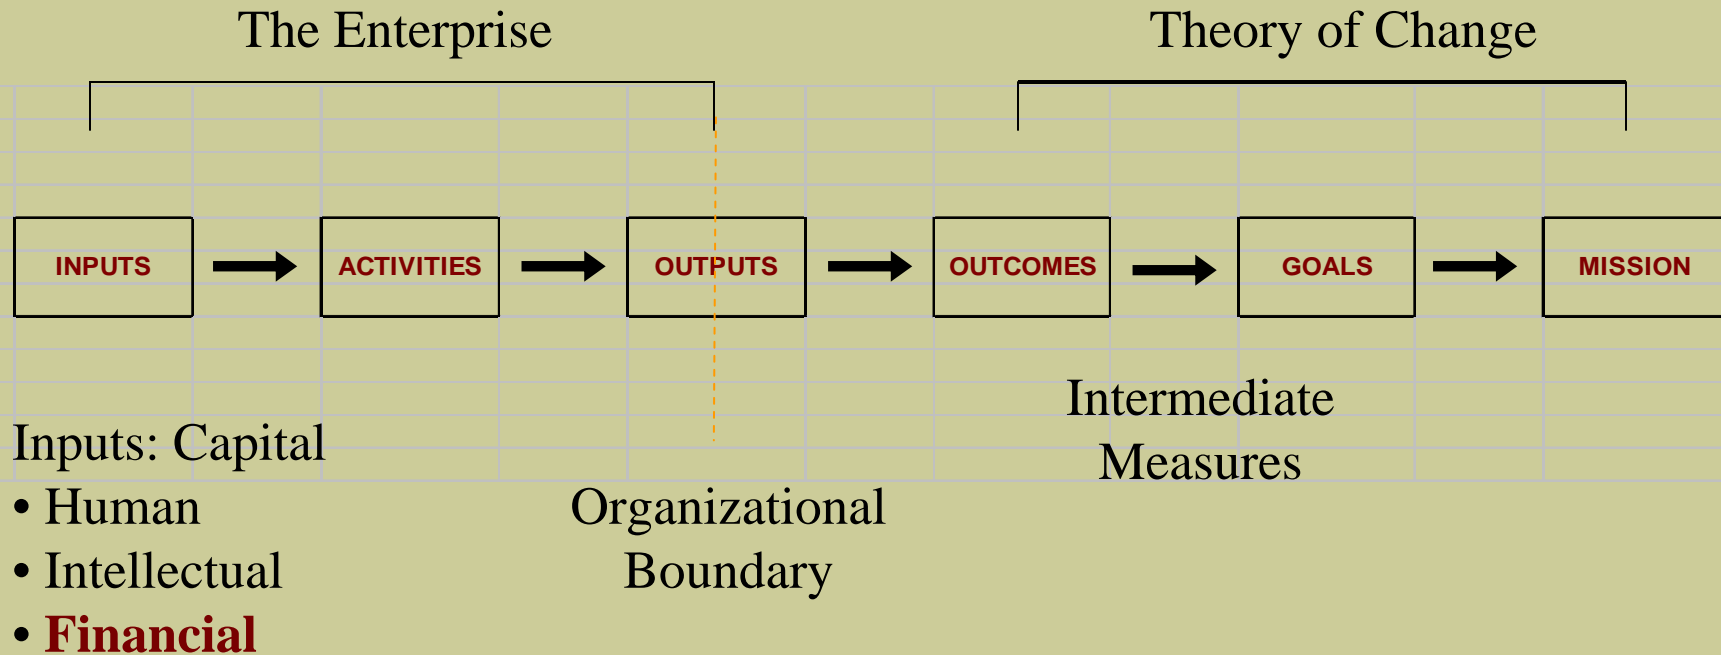 The Enterprise
Theory of Change
INPUTS
ACTIVITIES
OUTPUTS
OUTCOMES
GOALS
MISSION
Intermediate
Measures
Inputs: Capital
• Human
• Intellectual
• Financial
Organizational
Boundary